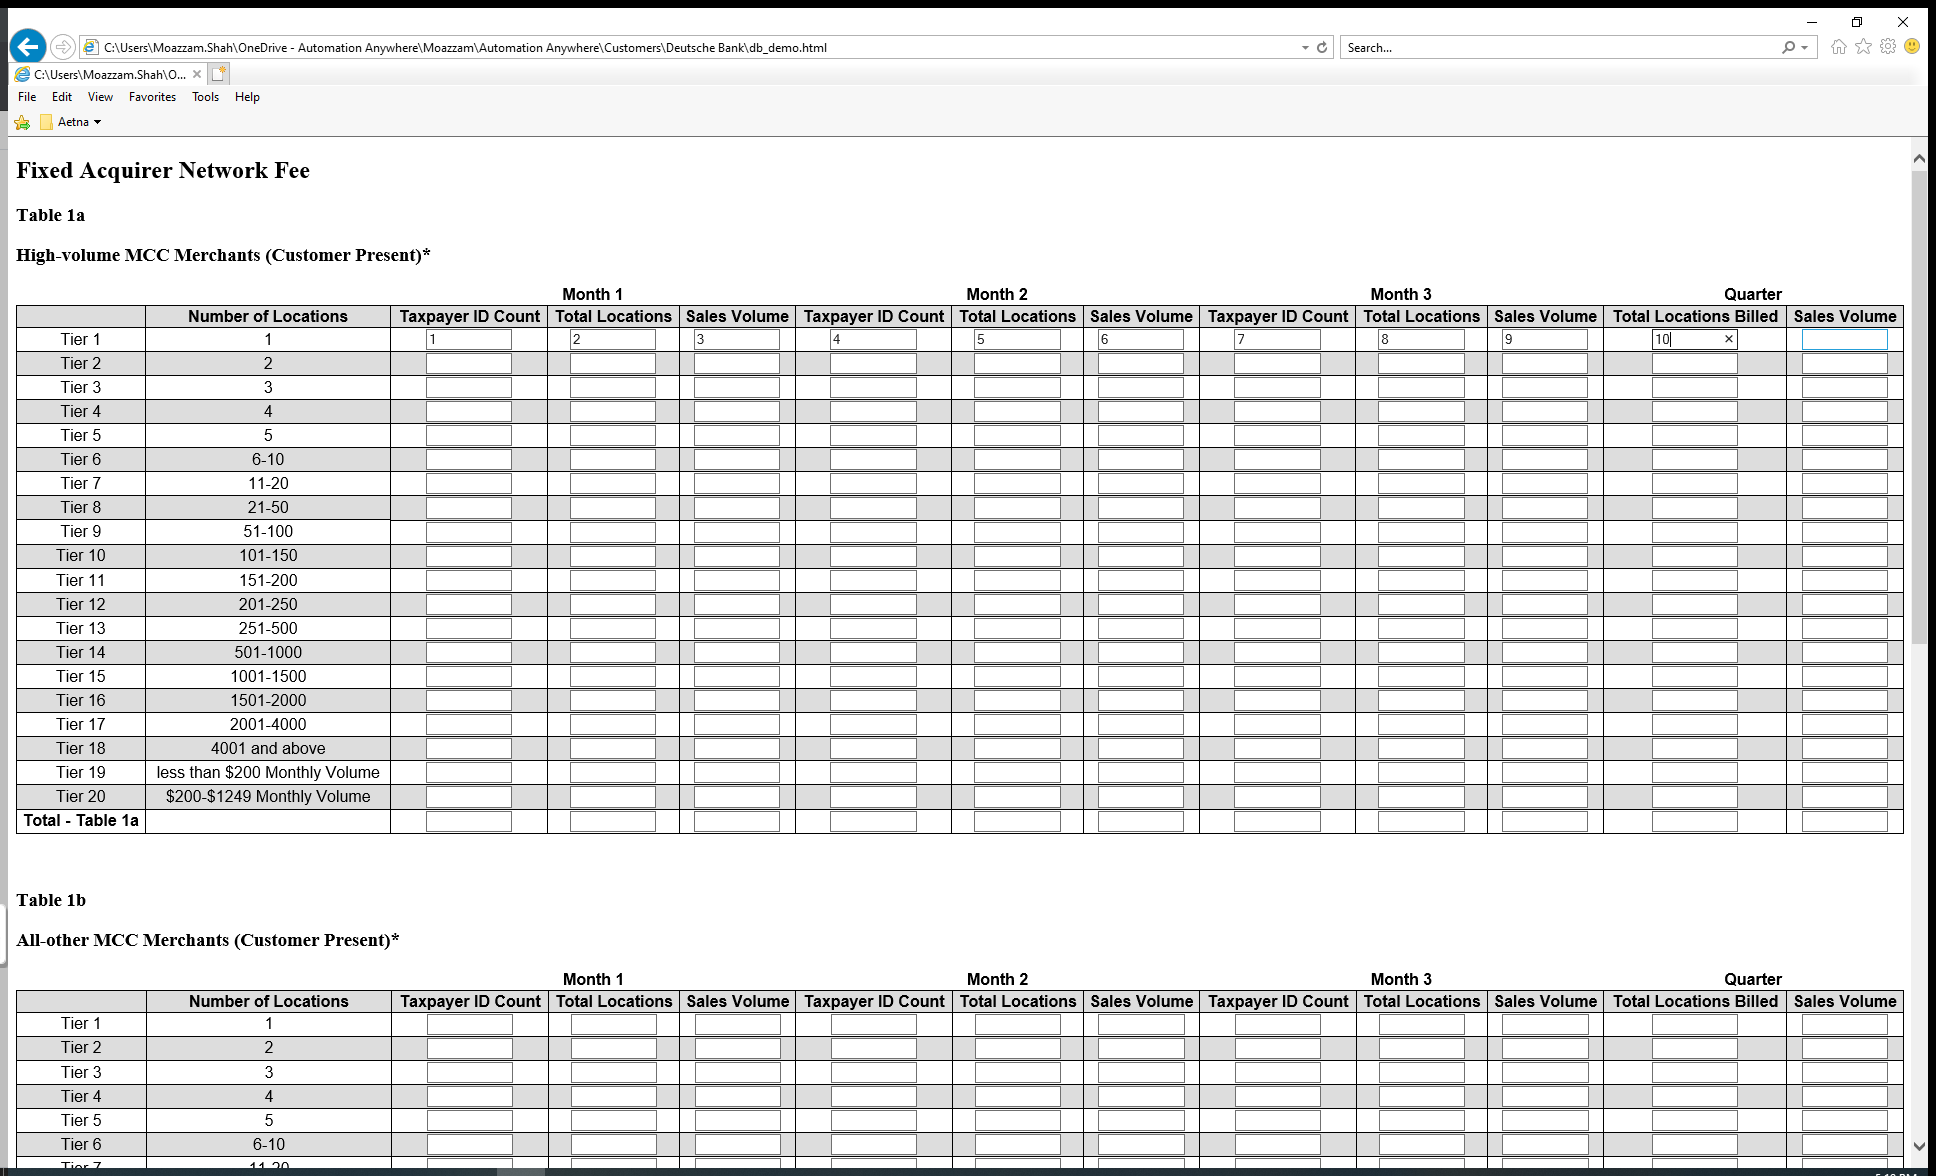 C:\Users\Moazzam.Shah\OneDrive - Automation Anywhere\Moazzam\Automation Anywhere\Customers\Deutsche Bank\db_demo.html Search...
C:\Users\Moazzam.Shah\O...
File Edit View Favorites Tools Help
Aetna
Fixed Acquirer Network Fee
Table 1a
High-volume MCC Merchants (Customer Present)*
Month 1 Month 2 Month 3 Quarter
Number of Locations Taxpayer ID Count Total Locations Sales Volume Taxpayer ID Count Total Locations Sales Volume Taxpayer ID Count Total Locations Sales Volume Total Locations Billed Sales Volume
Tier 1 1 1 2 3 4 5 6 7 8 9 10
Tier 2 2
Tier 3 3
Tier 4 4
Tier 5 5
Tier 6 6-10
Tier 7 11-20
Tier 8 21-50
Tier 9 51-100
Tier 10 101-150
Tier 11 151-200
Tier 12 201-250
Tier 13 251-500
Tier 14 501-1000
Tier 15 1001-1500
Tier 16 1501-2000
Tier 17 2001-4000
Tier 18 4001 and above
Tier 19 less than $200 Monthly Volume
Tier 20 $200-$1249 Monthly Volume
Total - Table 1a
Table 1b
All-other MCC Merchants (Customer Present)*
Month 1 Month 2 Month 3 Quarter
Number of Locations Taxpayer ID Count Total Locations Sales Volume Taxpayer ID Count Total Locations Sales Volume Taxpayer ID Count Total Locations Sales Volume Total Locations Billed Sales Volume
Tier 1 1
Tier 2 2
Tier 3 3
Tier 4 4
Tier 5 5
Tier 6 6-10
Tier 7 11-20